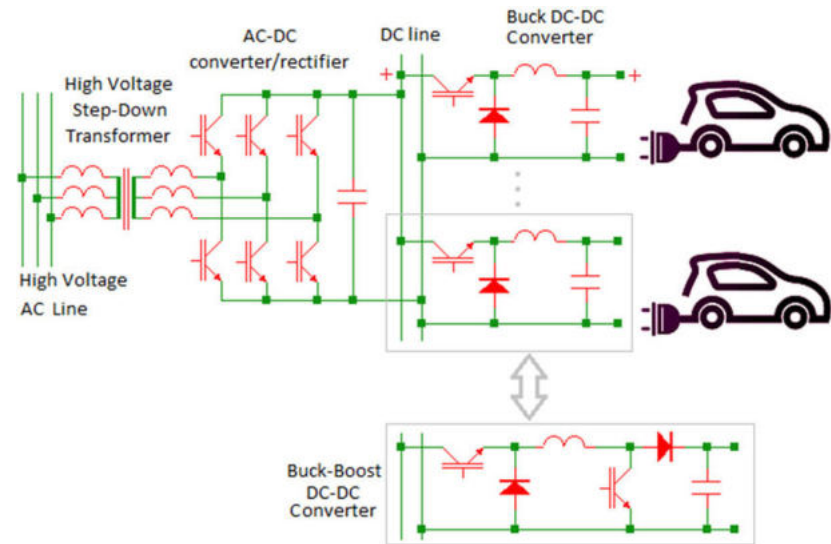 AC-DC
converter/rectifier
DC line
Buck DC-DC
Converter
High Voltage
Step-Down
Transformer
+
+
High Voltage
AC Line
Buck-Boost
DC-DC
Converter